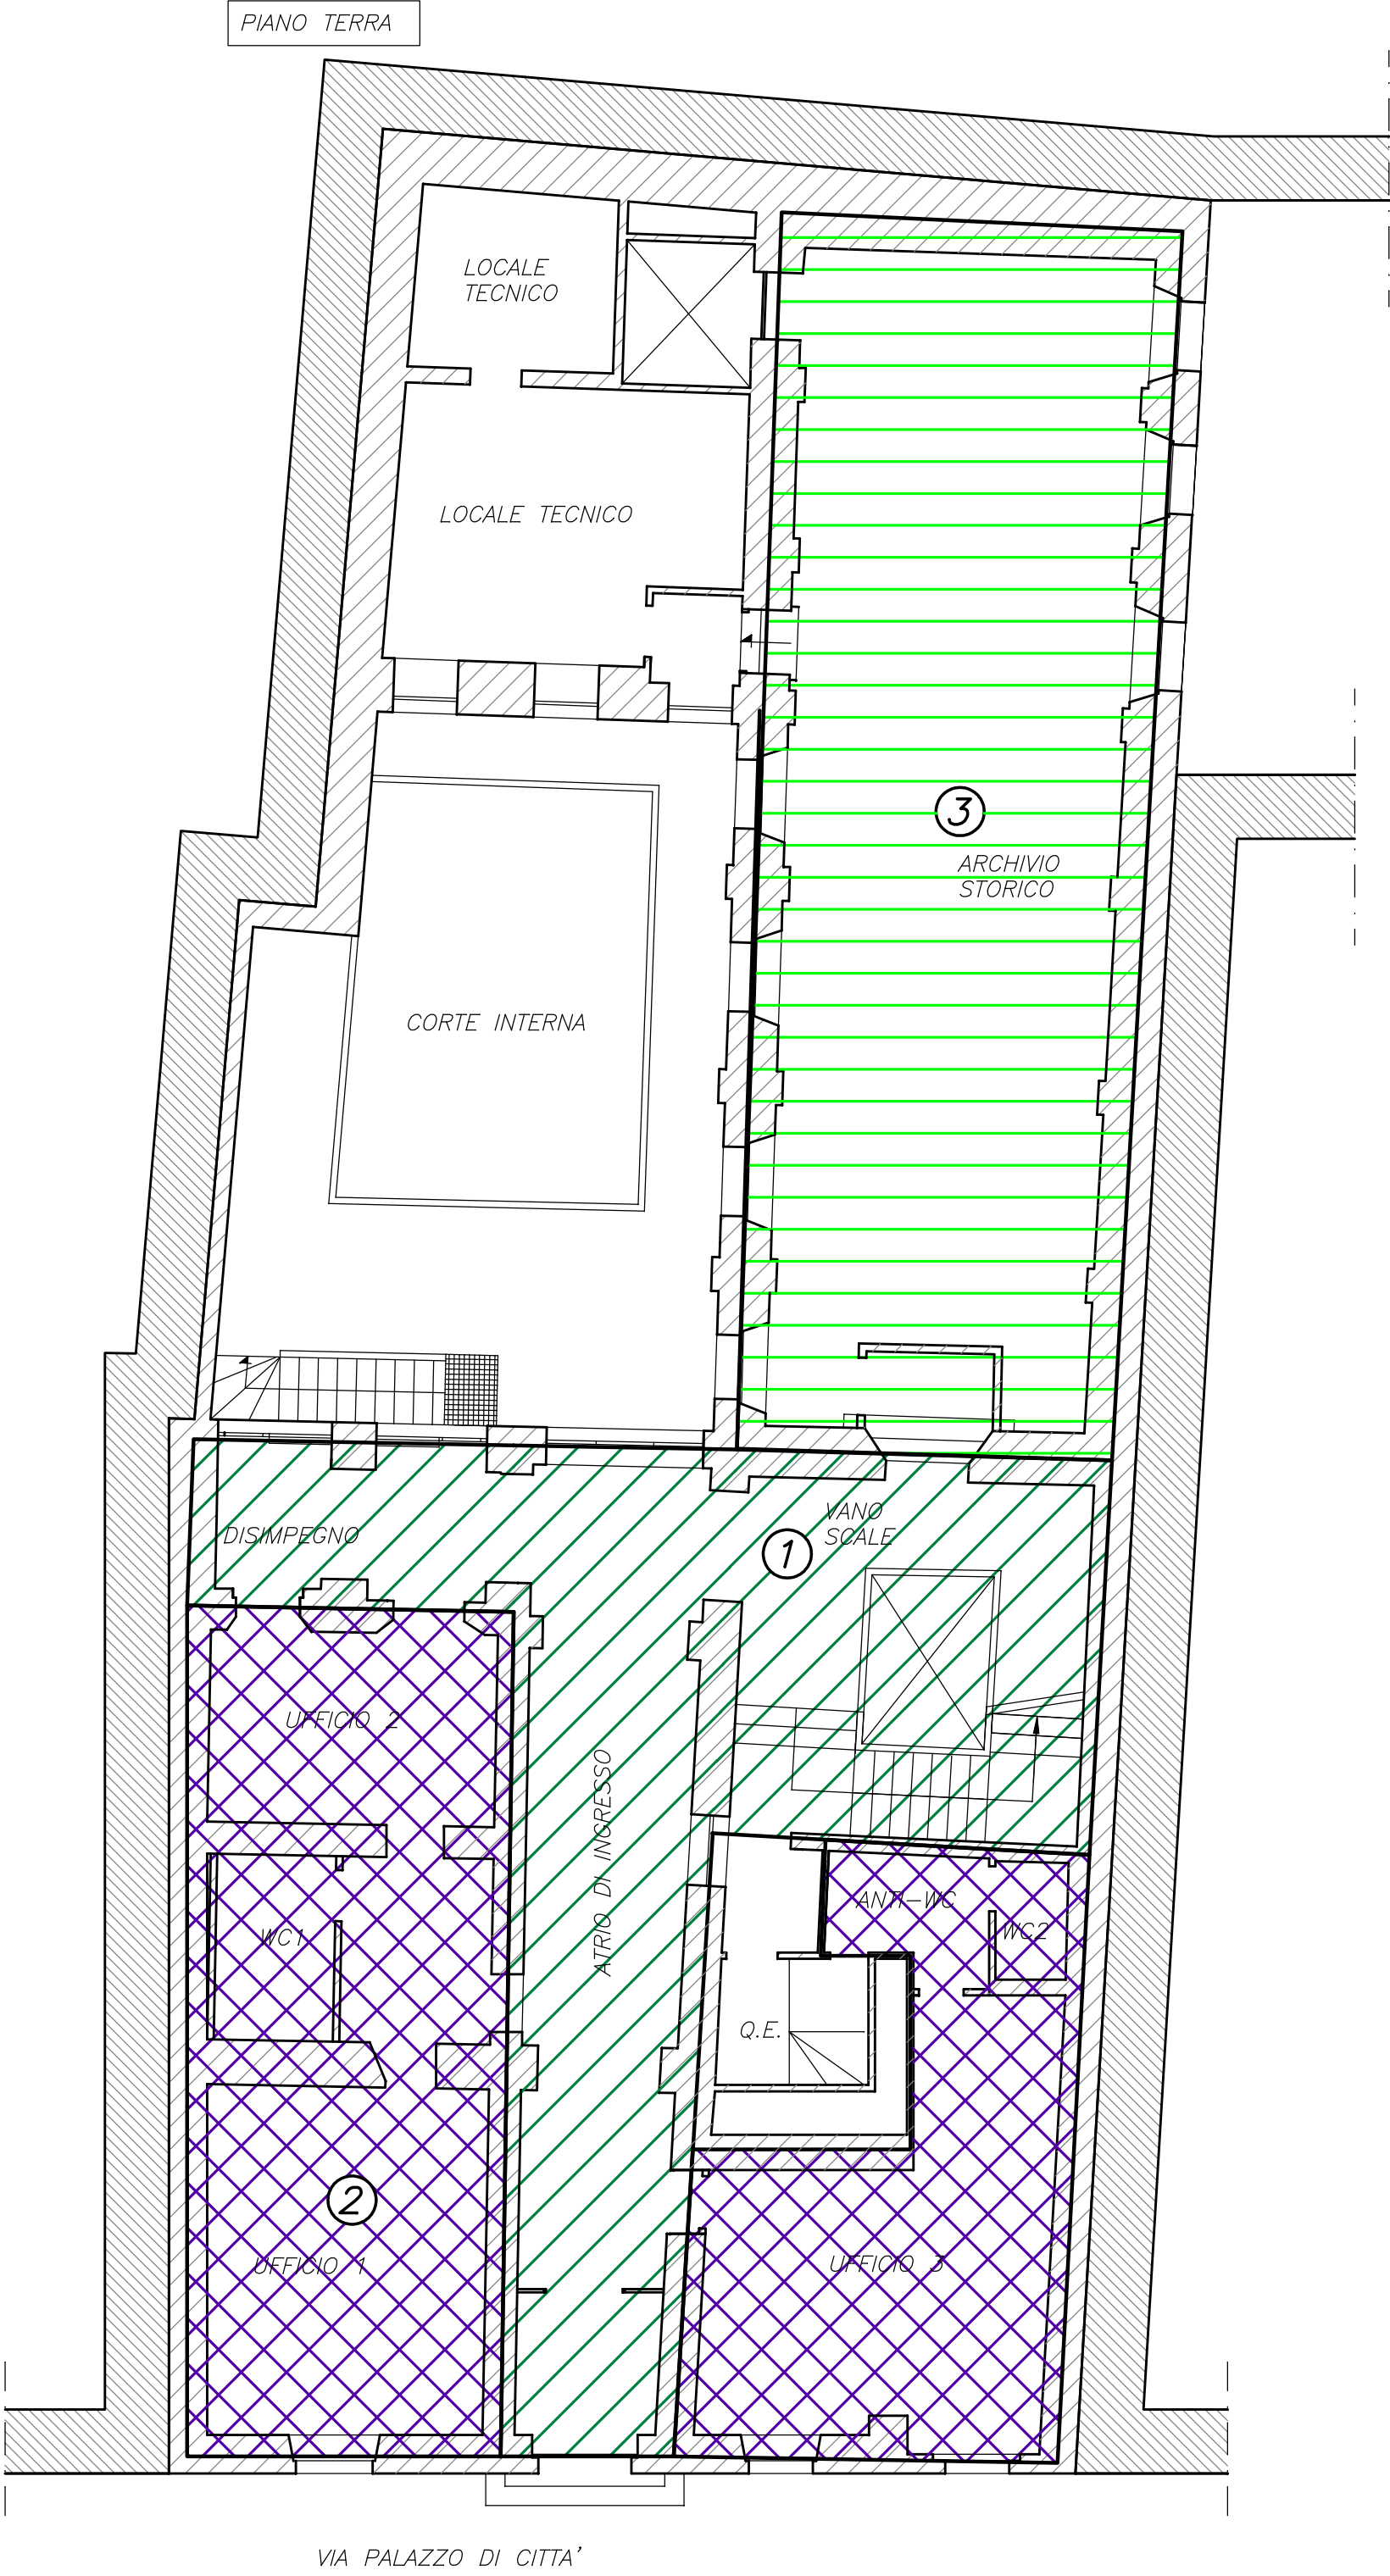 PIANO TERRA
LOCALE
TECNICO
LOCALE TECNICO
3
ARCHIVIO
STORICO
CORTE INTERNA
VANO
SCALE
DISIMPEGNO
1
UFFICIO 2
ATRIO DI INGRESSO
ANTI-WC
WC2
WC1
Q.E.
2
UFFICIO 1
UFFICIO 3
VIA PALAZZO DI CITTA'